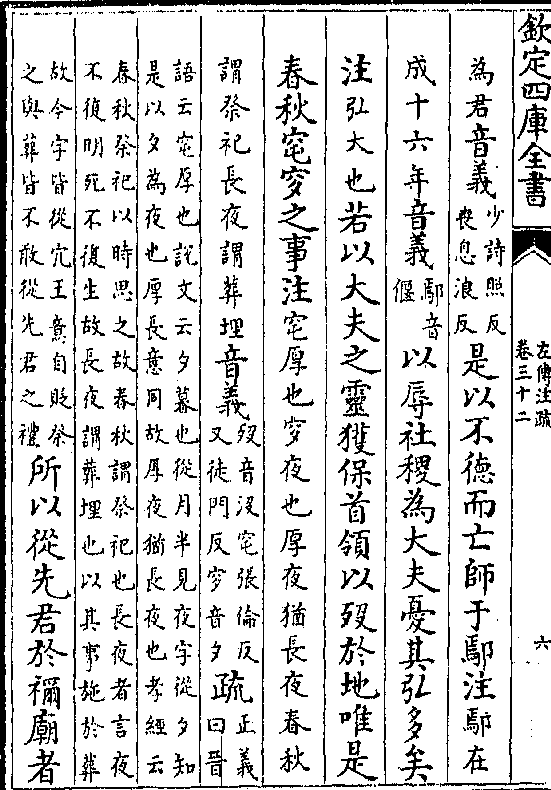 欽定四庫全書
左傳注疏
卷三十二
六
為君音義
少詩照反
喪息浪反
是以不德而亡師于鄢注鄢在
成十六年音義
鄢音
偃
以辱社稷為大夫憂其弘多矣
注弘大也若以大夫之靈獲保首領以歿於地唯是
春秋窀穸之事注窀厚也穸夜也厚夜猶長夜春秋
謂祭祀長夜謂葬埋音義
歿音沒窀張倫反
又徒門反穸音夕
疏
正義
曰晉
語云窀厚也說文云夕暮也從月半見夜字從夕知
是以夕為夜也厚長意同故厚夜猶長夜也孝經云
春秋祭祀以時思之故春秋謂祭祀也長夜者言夜
不復明死不復生故長夜謂葬埋也以其事施於葬
故今字皆從穴王意自貶祭
之與葬皆不敢從先君之禮
所以從先君於禰廟者